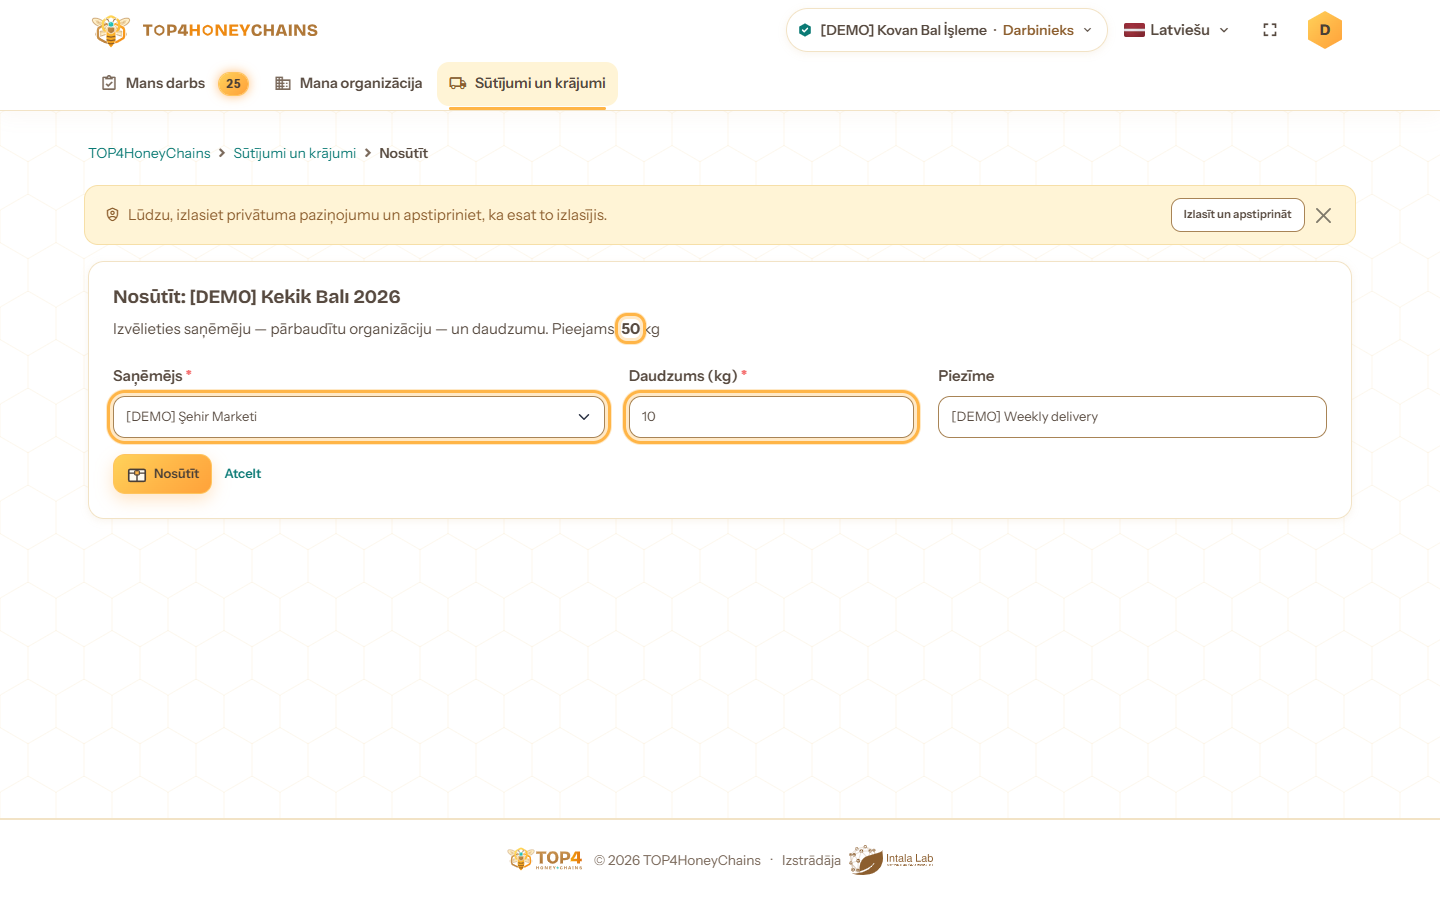 TOP4HONEYCHAINS
[DEMO] Kovan Bal İşleme · Darbinieks
Latviešu
D
Mans darbs 25
Mana organizācija
Sūtījumi un krājumi
TOP4HoneyChains > Sūtījumi un krājumi > Nosūtīt
Lūdzu, izlasiet privātuma paziņojumu un apstipriniet, ka esat to izlasījis.
Izlasīt un apstiprināt
Nosūtīt: [DEMO] Kekik Balı 2026
Izvēlieties saņēmēju — pārbaudītu organizāciju — un daudzumu. Pieejams 50 kg
Saņēmējs *
Daudzums (kg) *
Piezīme
[DEMO] Şehir Marketi
10
[DEMO] Weekly delivery
Nosūtīt
Atcelt
TOP4
HONEYCHAINS
© 2026 TOP4HoneyChains · Izstrādāja
Intala Lab